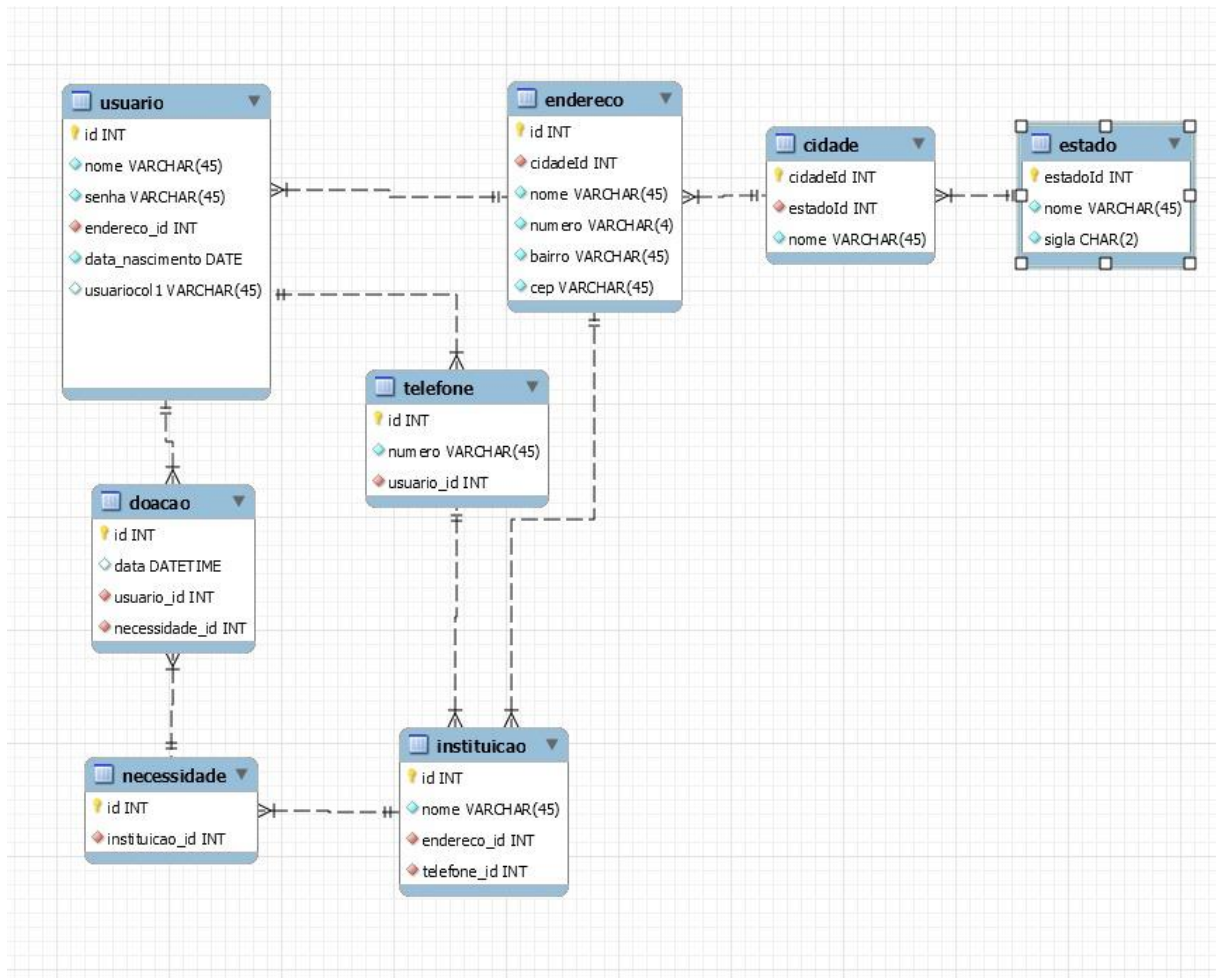 usuario
id INT
nome VARCHAR(45)
senha VARCHAR(45)
endereco_id INT
data_nascimento DATE
usuariocol1 VARCHAR(45)
endereco
id INT
cidadeId INT
nome VARCHAR(45)
numero VARCHAR(4)
bairro VARCHAR(45)
cep VARCHAR(45)
cidade
cidadeId INT
estadoId INT
nome VARCHAR(45)
estado
estadoId INT
nome VARCHAR(45)
sigla CHAR(2)
telefone
id INT
numero VARCHAR(45)
usuario_id INT
doacao
id INT
data DATETIME
usuario_id INT
necessidade_id INT
necessidade
id INT
instituicao_id INT
instituicao
id INT
nome VARCHAR(45)
endereco_id INT
telefone_id INT